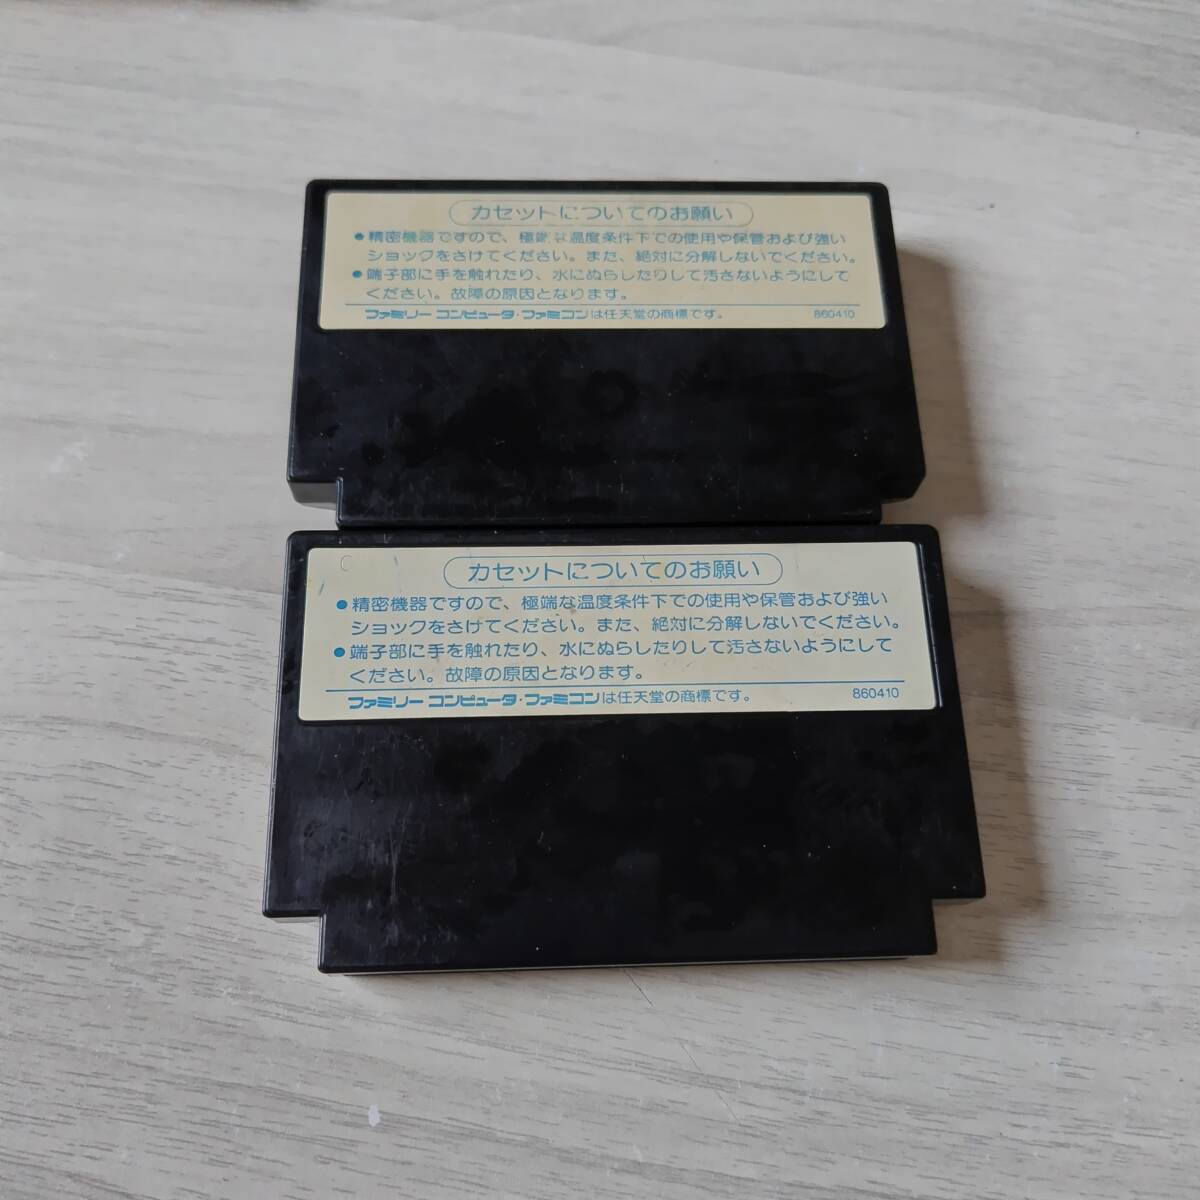 カセットについてのお願い
●精密機器ですので、極端な温度条件下での使用や保管および強い
ショックをさけてください。また、絶対に分解しないでください。
●端子部に手を触れたり、水にぬらしたりして汚さないようにして
ください。故障の原因となります。
ファミリー コンピュータ・ファミコンは任天堂の商標です。 860410
カセットについてのお願い
●精密機器ですので、極端な温度条件下での使用や保管および強い
ショックをさけてください。また、絶対に分解しないでください。
●端子部に手を触れたり、水にぬらしたりして汚さないようにして
ください。故障の原因となります。
ファミリー コンピュータ・ファミコンは任天堂の商標です。 860410